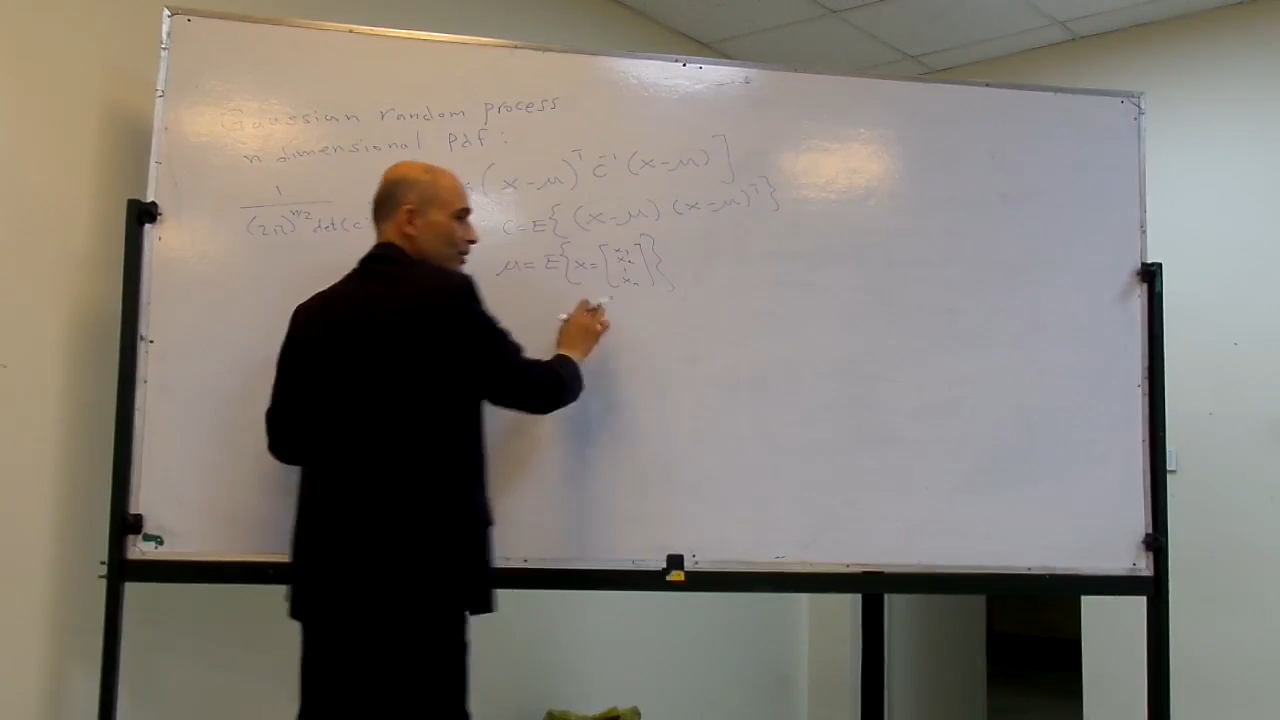 Gaussian random process
n dimensional pdf:
1 / (2π)^{n/2} det(c (x-μ)^T C^{-1} (x-μ)]
C=E{(x-μ)(x-μ)^T}
μ=E{x=[x₁ x₂ ⋮ xₙ]}